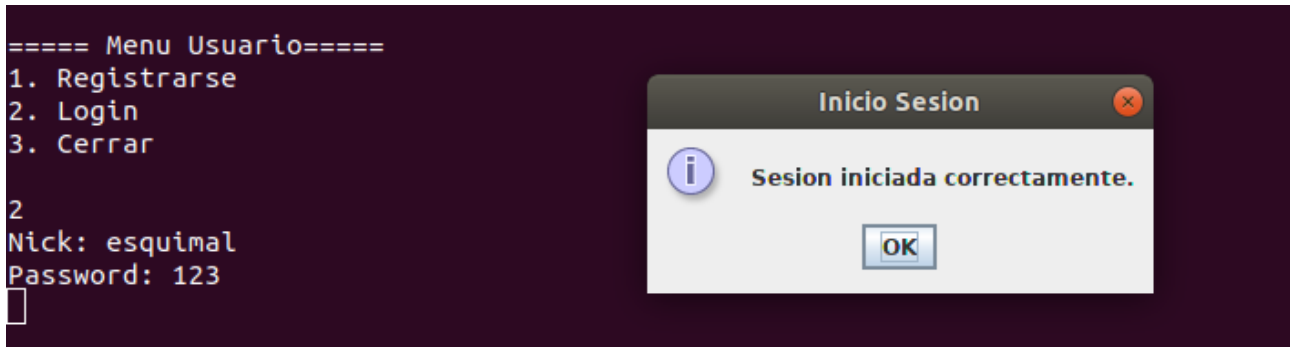 ===== Menu Usuario=====
1. Registrarse
2. Login
3. Cerrar
2
Nick: esquimal
Password: 123
Inicio Sesion
Sesion iniciada correctamente.
OK